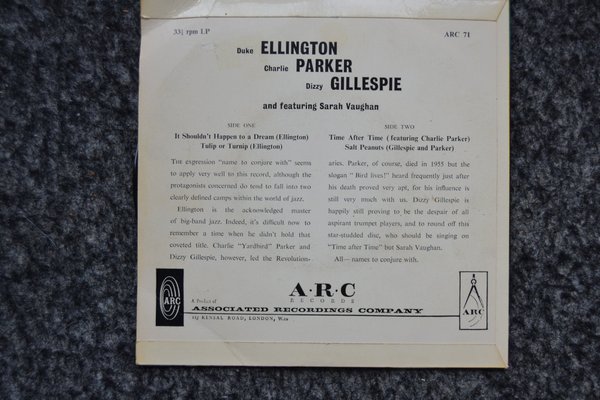 33⅓ rpm LP
ARC 71
Duke ELLINGTON
Charlie PARKER
Dizzy GILLESPIE
and featuring Sarah Vaughan
SIDE ONE
It Shouldn't Happen to a Dream (Ellington)
Tulip or Turnip (Ellington)
THE expression "name to conjure with" seems
to apply very well to this record, although the
protagonists concerned do tend to fall into two
clearly defined camps within the world of jazz.
Ellington is the acknowledged master
of big-band jazz. Indeed, it's difficult now to
remember a time when he didn't hold that
coveted title. Charlie "Yardbird" Parker and
Dizzy Gillespie, however, led the Revolution-
SIDE TWO
Time After Time (featuring Charlie Parker)
Salt Peanuts (Gillespie and Parker)
aries. Parker, of course, died in 1955 but the
slogan "Bird lives!" heard frequently just after
his death proved very apt, for his influence is
still very much with us. Dizzy Gillespie is
happily still proving to be the despair of all
aspirant trumpet players, and to round off this
star-studded disc, who should be singing on
"Time after Time" but Sarah Vaughan.
All—names to conjure with.
ARC
A·R·C
RECORDS
A Product of
ASSOCIATED RECORDINGS COMPANY
KENSAL ROAD, LONDON, W.10
ARC